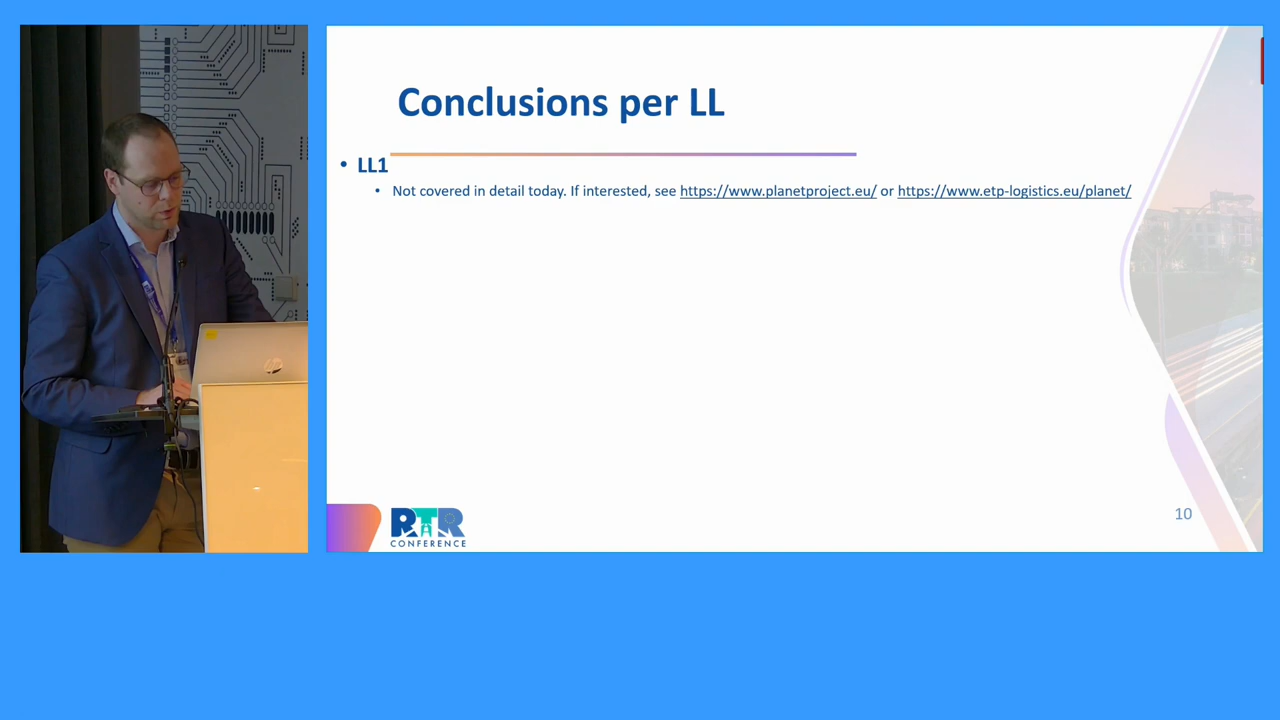 Conclusions per LL
• LL1
• Not covered in detail today. If interested, see https://www.planetproject.eu/ or https://www.etp-logistics.eu/planet/
RTR
CONFERENCE
10